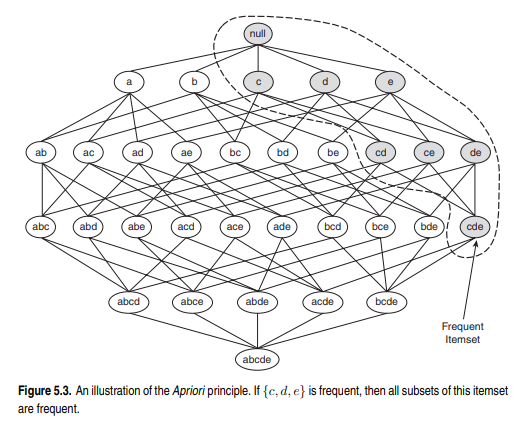 null
a b c d e
ab ac ad ae bc bd be cd ce de
abc abd abe acd ace ade bcd bce bde cde
abcd abce abde acde bcde
Frequent
Itemset
abcde
Figure 5.3. An illustration of the Apriori principle. If {c, d, e} is frequent, then all subsets of this itemset
are frequent.